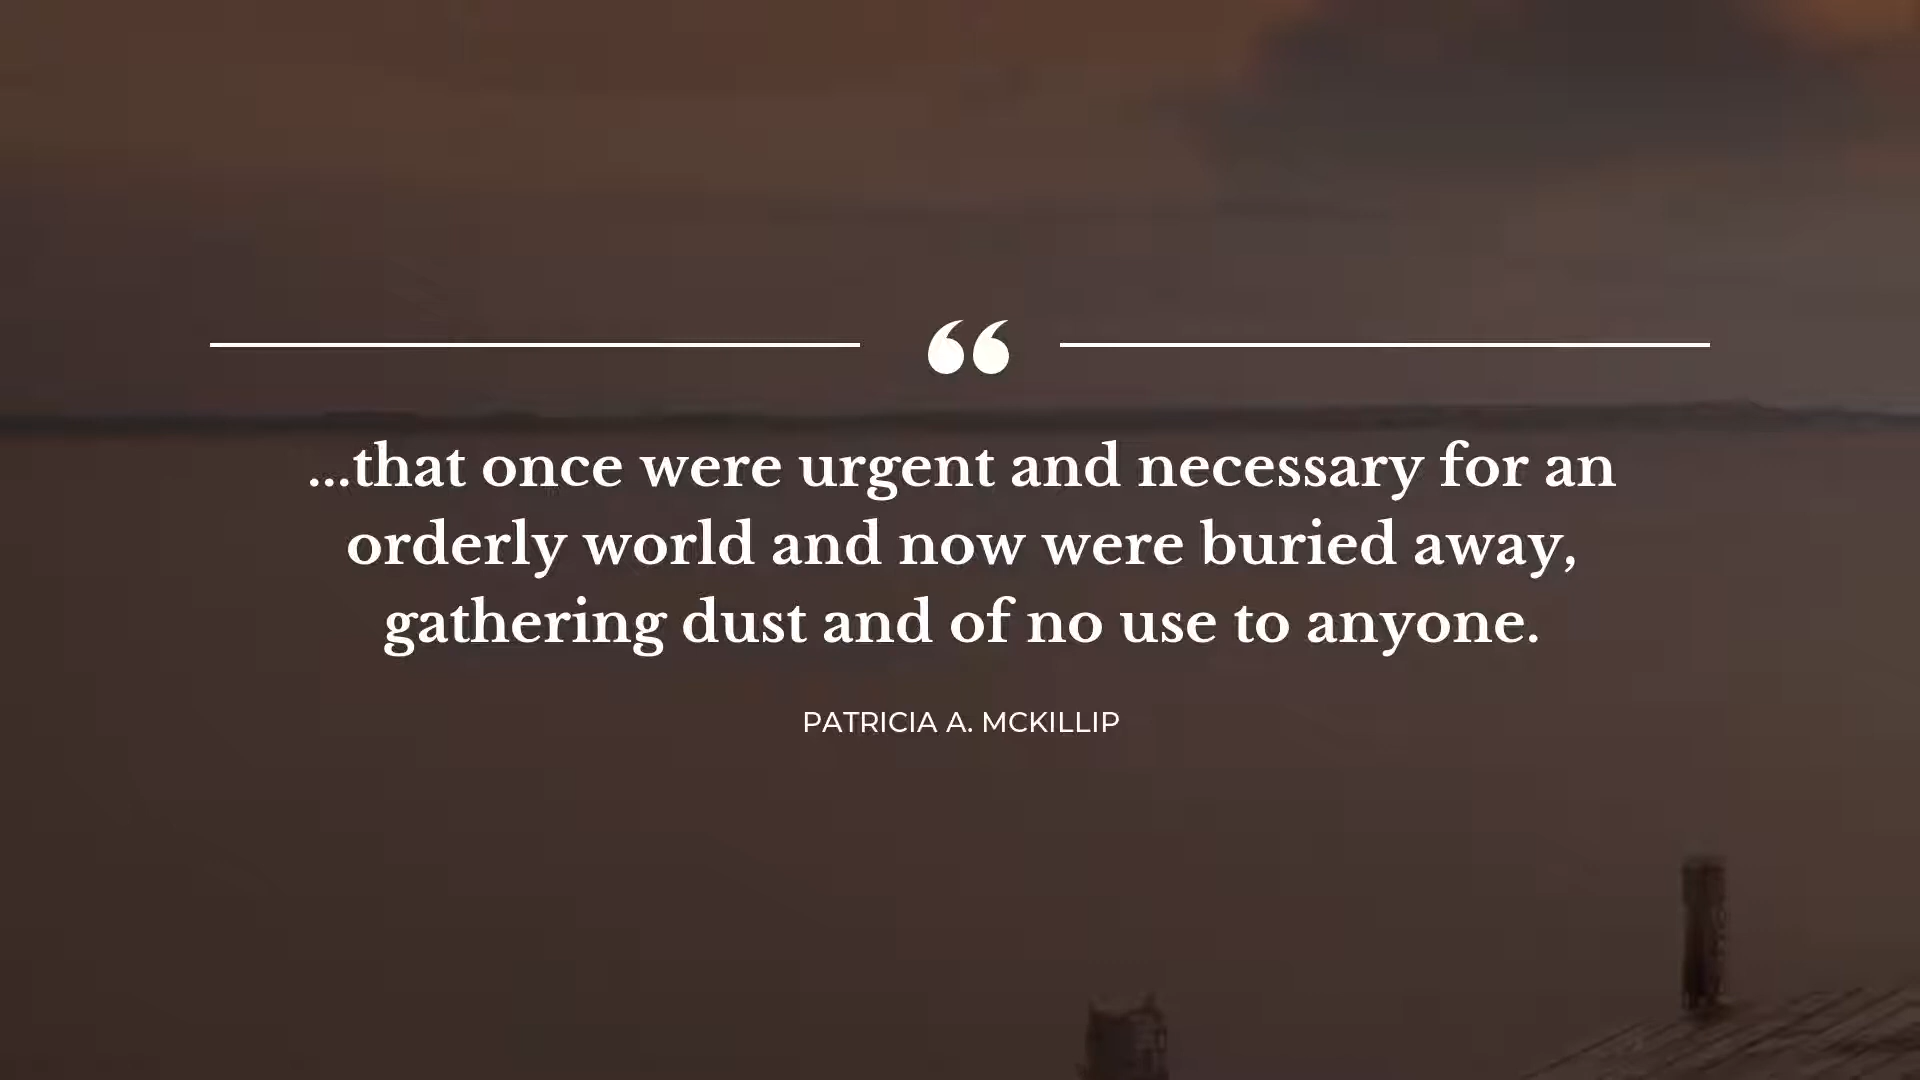 “
...that once were urgent and necessary for an
orderly world and now were buried away,
gathering dust and of no use to anyone.
PATRICIA A. MCKILLIP